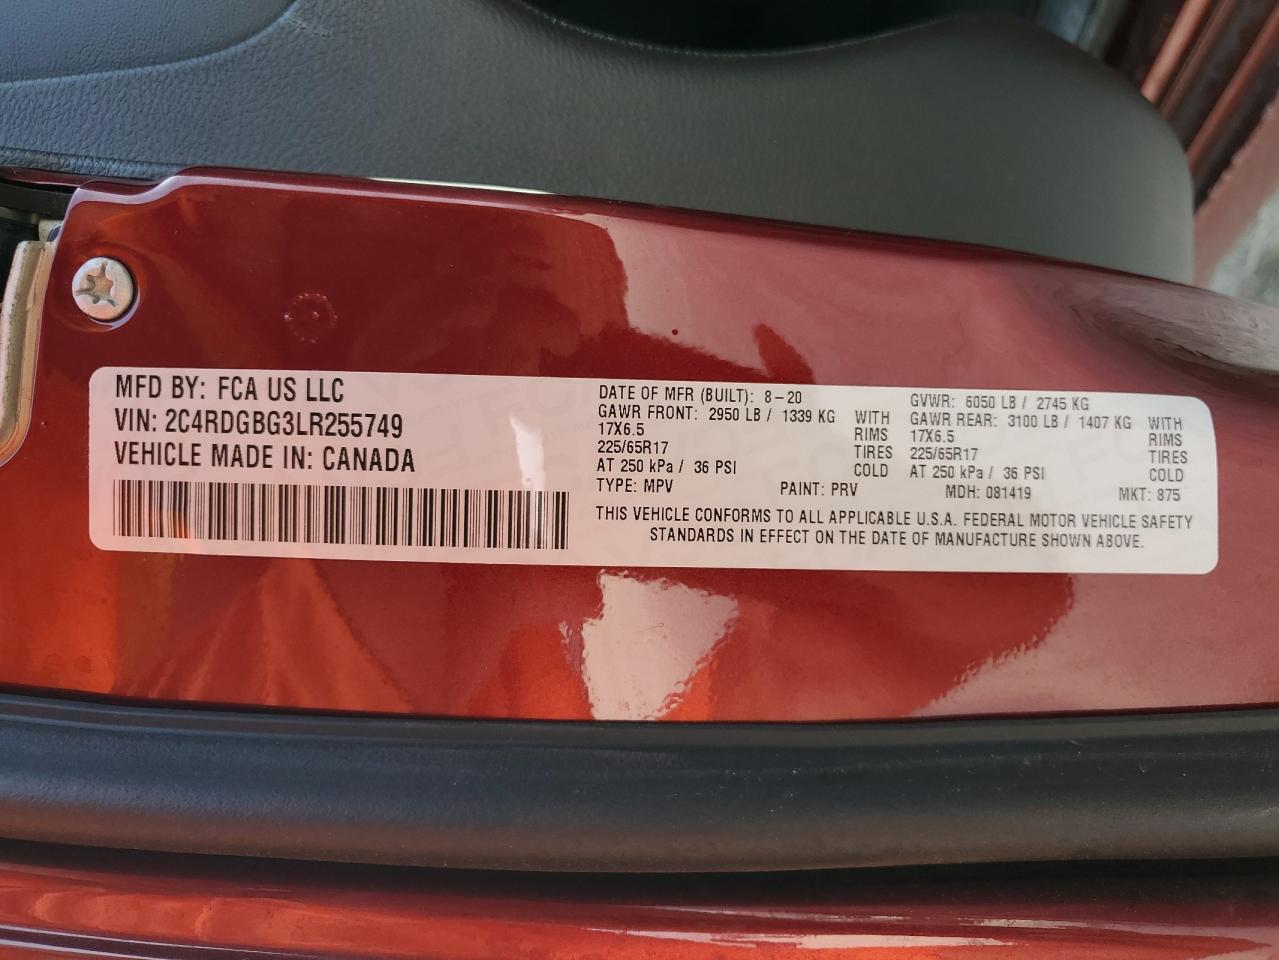 MFD BY: FCA US LLC
VIN: 2C4RDGBG3LR255749
VEHICLE MADE IN: CANADA
DATE OF MFR (BUILT): 8-20
GAWR FRONT: 2950 LB / 1339 KG WITH
17X6.5 RIMS
225/65R17 TIRES
AT 250 kPa / 36 PSI COLD
GVWR: 6050 LB / 2745 KG
GAWR REAR: 3100 LB / 1407 KG WITH
17X6.5 RIMS
225/65R17 TIRES
AT 250 kPa / 36 PSI COLD
TYPE: MPV PAINT: PRV MDH: 081419 MKT: 875
THIS VEHICLE CONFORMS TO ALL APPLICABLE U.S.A. FEDERAL MOTOR VEHICLE SAFETY
STANDARDS IN EFFECT ON THE DATE OF MANUFACTURE SHOWN ABOVE.